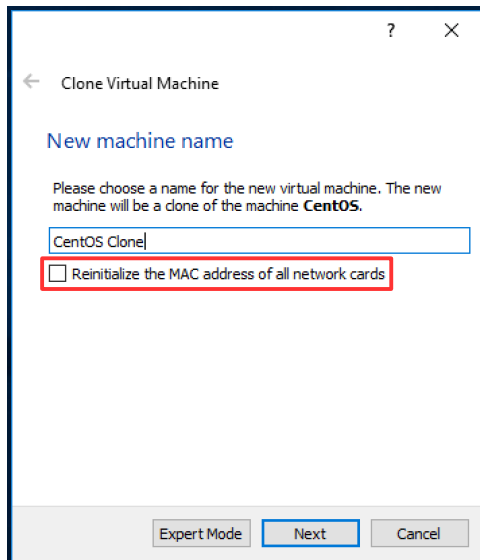 ?
Clone Virtual Machine
New machine name
Please choose a name for the new virtual machine. The new
machine will be a clone of the machine CentOS.
CentOS Clone
Reinitialize the MAC address of all network cards
Expert Mode Next Cancel